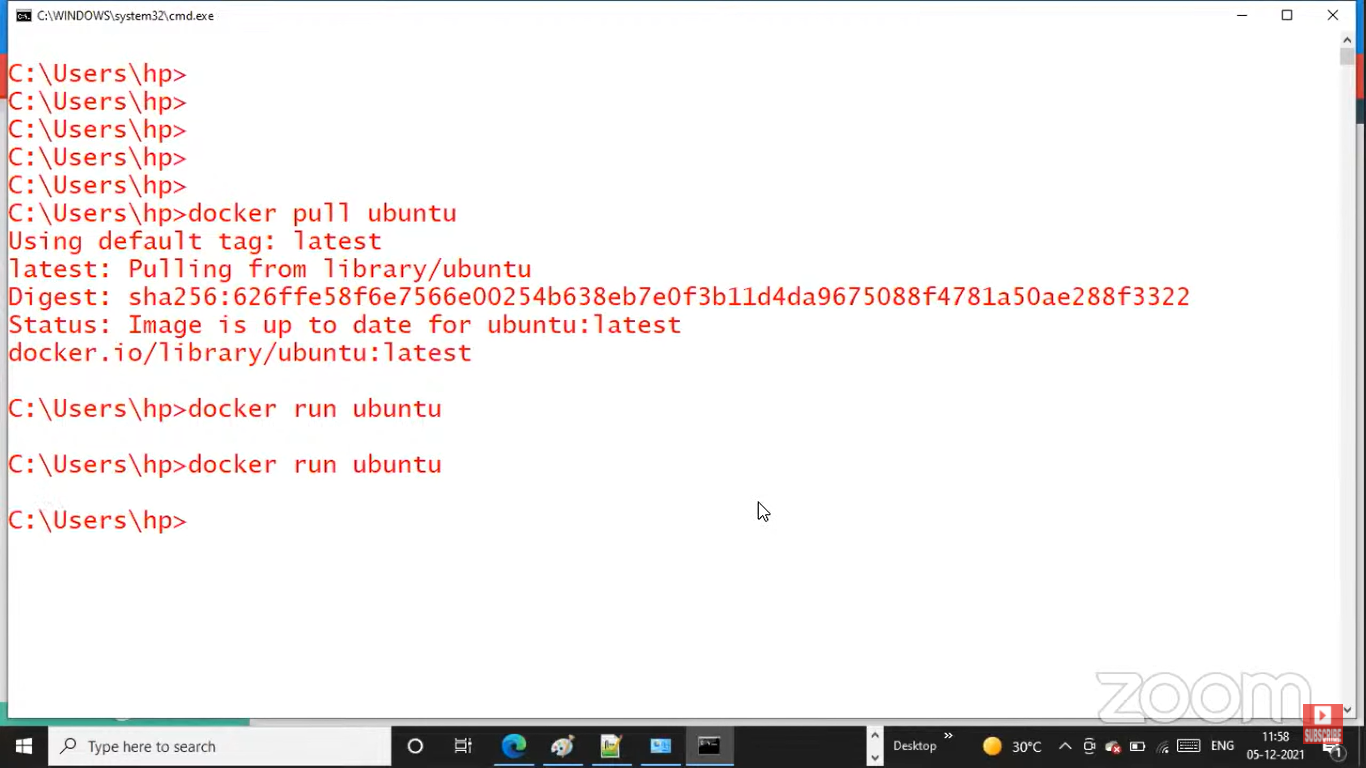 C:\WINDOWS\system32\cmd.exe
C:\Users\hp>
C:\Users\hp>
C:\Users\hp>
C:\Users\hp>
C:\Users\hp>
C:\Users\hp>docker pull ubuntu
Using default tag: latest
latest: Pulling from library/ubuntu
Digest: sha256:626ffe58f6e7566e00254b638eb7e0f3b11d4da9675088f4781a50ae288f3322
Status: Image is up to date for ubuntu:latest
docker.io/library/ubuntu:latest
C:\Users\hp>docker run ubuntu
C:\Users\hp>docker run ubuntu
C:\Users\hp>
zoom
SUBSCRIBE
Type here to search
Desktop
30°C
ENG
11:58
05-12-2021
1